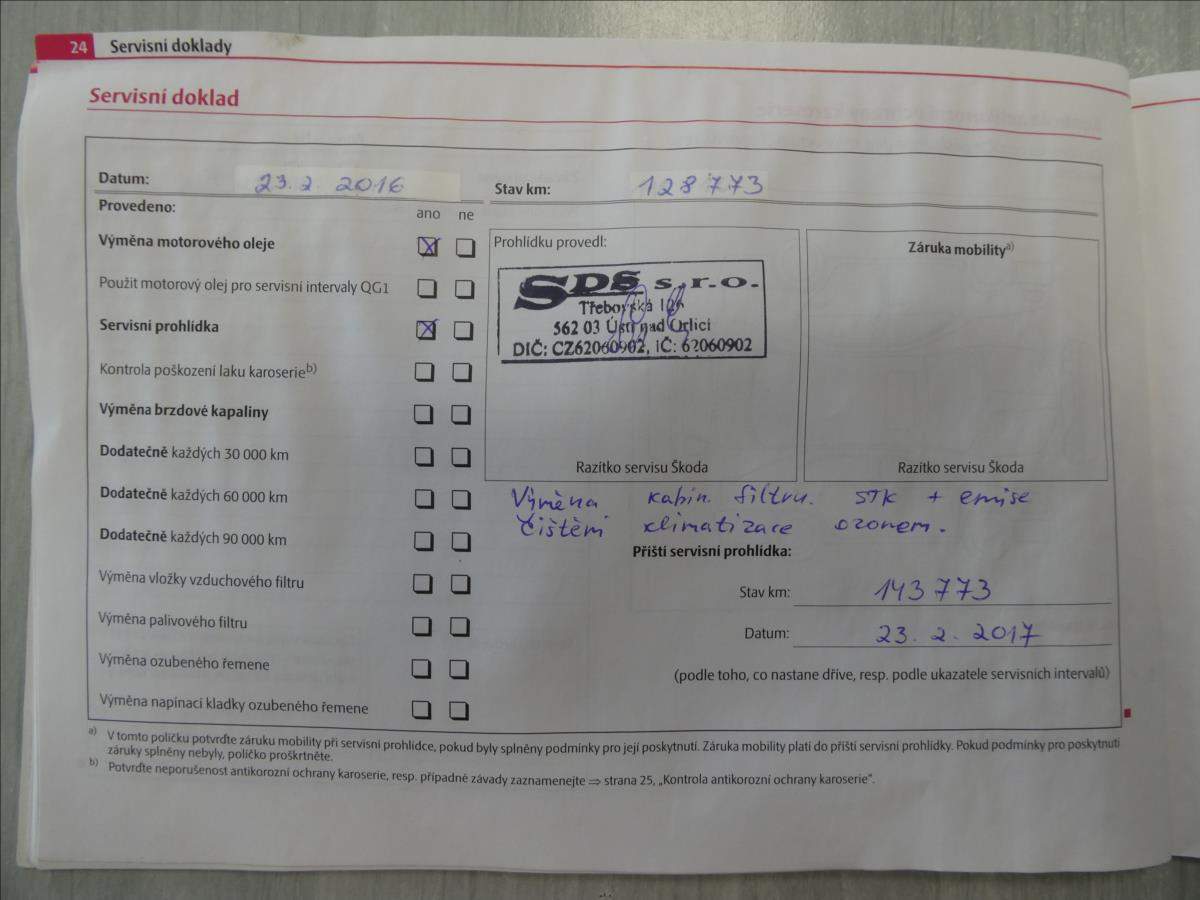 24 Servisní doklady
Servisní doklad
Datum: 23. 2. 2016 Stav km: 128773
Provedeno: ano ne
Výměna motorového oleje
Použit motorový olej pro servisní intervaly QG1
Servisní prohlídka
Kontrola poškození laku karoserie b)
Výměna brzdové kapaliny
Dodatečně každých 30 000 km
Dodatečně každých 60 000 km
Dodatečně každých 90 000 km
Výměna vložky vzduchového filtru
Výměna palivového filtru
Výměna ozubeného řemene
Výměna napínací kladky ozubeného řemene
Prohlídku provedl:
SDS s.r.o.
Třebovská
562 03 Ústí nad Orlicí
DIČ: CZ62060902, IČ: 62060902
Razítko servisu Škoda
Záruka mobility a)
Razítko servisu Škoda
Výměna kabin. filtru. STK + emise
čištění klimatizace ozonem.
Příští servisní prohlídka:
Stav km: 143773
Datum: 23. 2. 2017
(podle toho, co nastane dříve, resp. podle ukazatele servisních intervalů)
a) V tomto políčku potvrďte záruku mobility při servisní prohlídce, pokud byly splněny podmínky pro její poskytnutí. Záruka mobility platí do příští servisní prohlídky. Pokud podmínky pro poskytnutí
záruky splněny nebyly, políčko proškrtněte.
b) Potvrďte neporušenost antikorozní ochrany karoserie, resp. případné závady zaznamenejte ⇒ strana 25, „Kontrola antikorozní ochrany karoserie“.